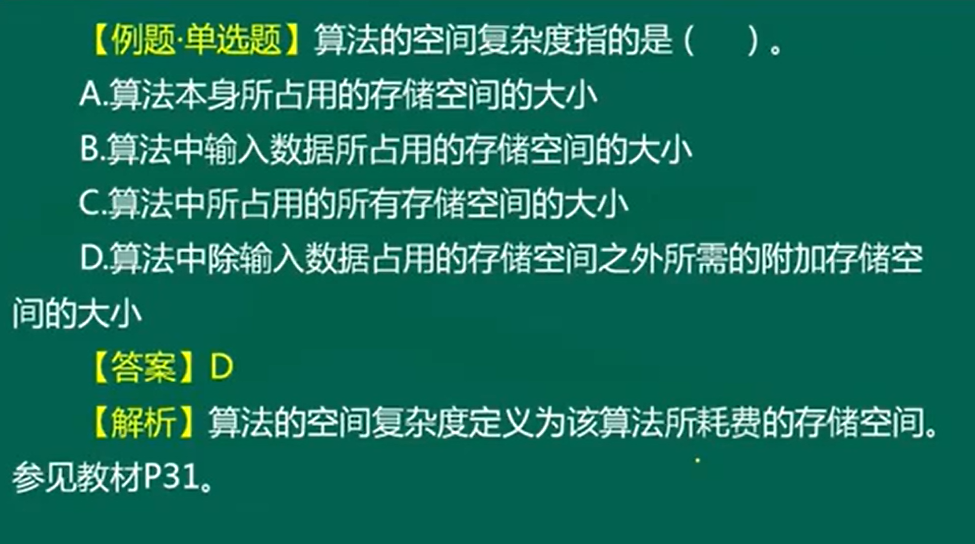 【例题·单选题】算法的空间复杂度指的是（　　）。
A.算法本身所占用的存储空间的大小
B.算法中输入数据所占用的存储空间的大小
C.算法中所占用的所有存储空间的大小
D.算法中除输入数据占用的存储空间之外所需的附加存储空
间的大小
【答案】D
【解析】算法的空间复杂度定义为该算法所耗费的存储空间。
参见教材P31。